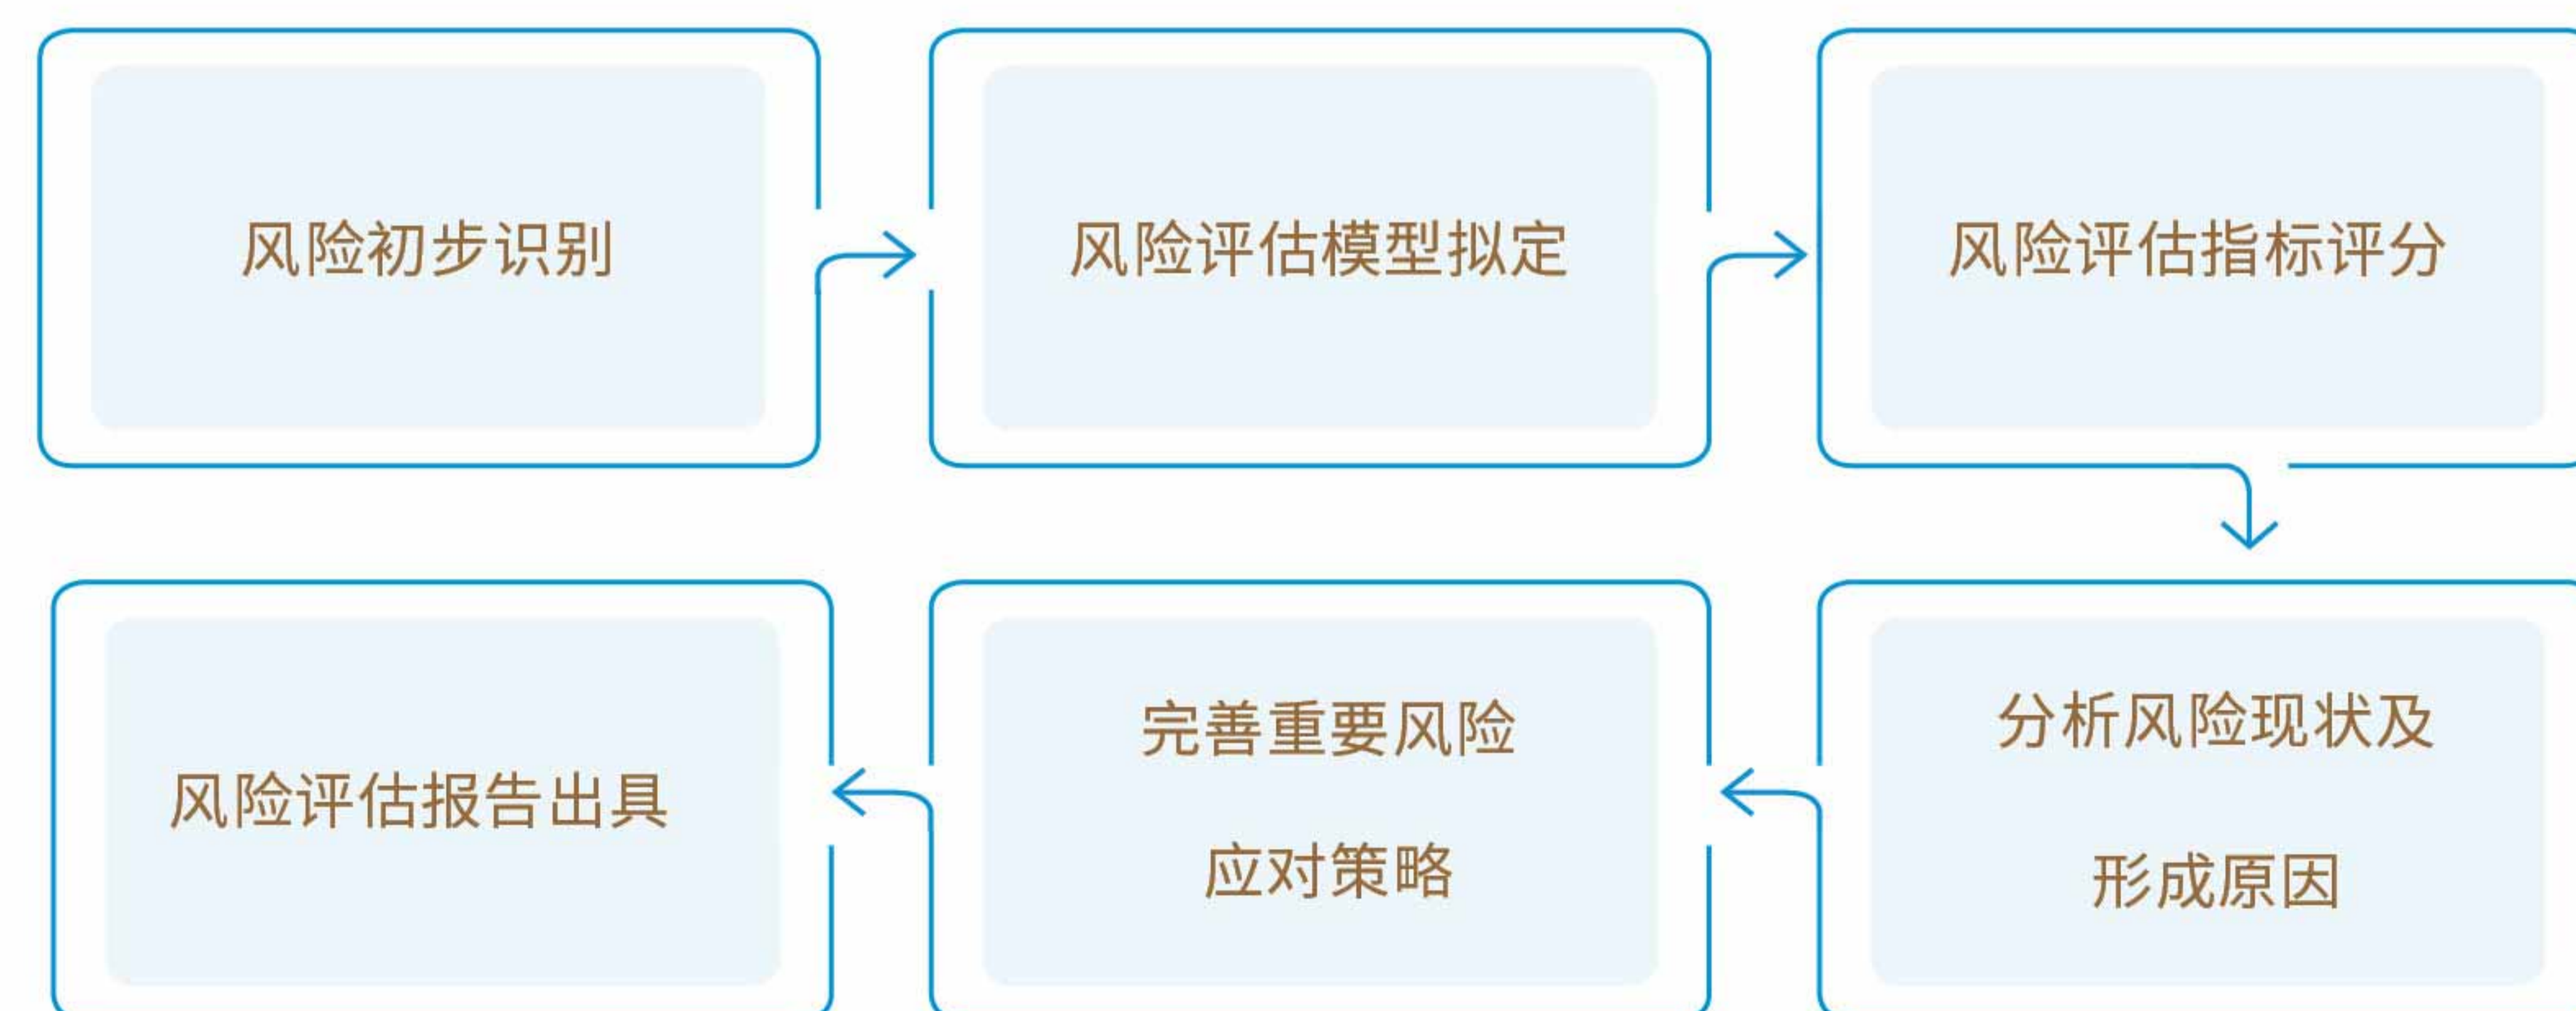 风险初步识别
风险评估模型拟定
风险评估指标评分
分析风险现状及
形成原因
完善重要风险
应对策略
风险评估报告出具